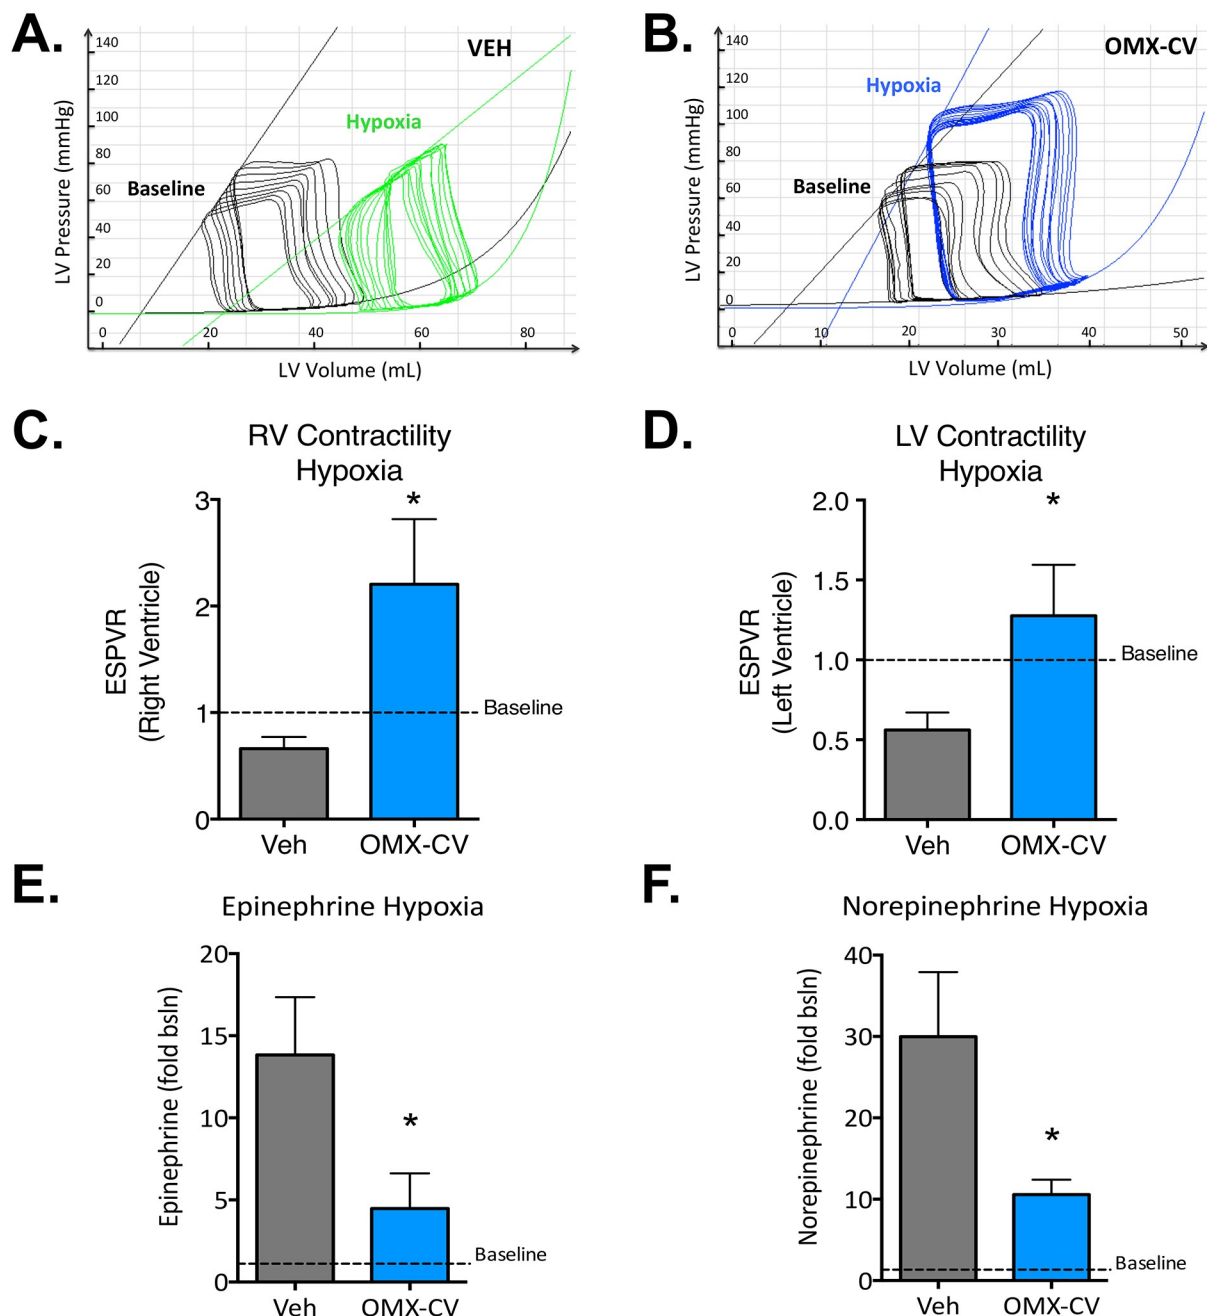 A.
VEH
140
120
100
80
60
40
20
0
LV Pressure (mmHg)
Hypoxia
Baseline
0
20
40
60
80
LV Volume (mL)
B.
OMX-CV
140
120
100
80
60
40
20
0
LV Pressure (mmHg)
Hypoxia
Baseline
0
10
20
30
40
50
LV Volume (mL)
C.
RV Contractility
Hypoxia
3
2
1
0
ESPVR
(Right Ventricle)
*
Baseline
Veh
OMX-CV
D.
LV Contractility
Hypoxia
2.0
1.5
1.0
0.5
0.0
ESPVR
(Left Ventricle)
*
Baseline
Veh
OMX-CV
E.
Epinephrine Hypoxia
20
15
10
5
0
Epinephrine (fold bsln)
*
Baseline
Veh
OMX-CV
F.
Norepinephrine Hypoxia
40
30
20
10
0
Norepinephrine (fold bsln)
*
Baseline
Veh
OMX-CV